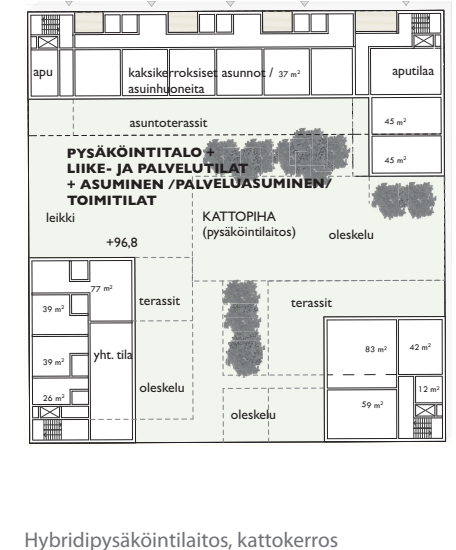 apu
kaksikerroksiset asunnot / 37 m²
asuinhuoneita
aputilaa
asuntoterassit
45 m²
45 m²
PYSÄKÖINTITALO +
LIIKE- JA PALVELUTILAT
+ ASUMINEN /PALVELUASUMINEN/
TOIMITILAT
leikki
KATTOPIHA
(pysäköintilaitos)
oleskelu
+96,8
77 m²
39 m²
terassit
terassit
39 m²
yht. tila
83 m²
42 m²
26 m²
oleskelu
12 m²
59 m²
oleskelu
Hybridipysäköintilaitos, kattokerros